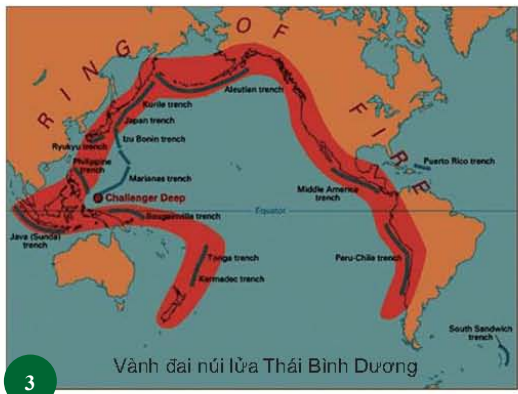 RING OF FIRE
Aleutian trench
Kurile trench
Japan trench
Izu Bonin trench
Ryukyu trench
Philippine
trench
Marianas trench
Challenger Deep
Bougainville trench
Equator
Java (Sunda)
trench
Tonga trench
Kermadec trench
Puerto Rico trench
Middle America
trench
Peru-Chile trench
South Sandwich
trench
Vành đai núi lửa Thái Bình Dương
3